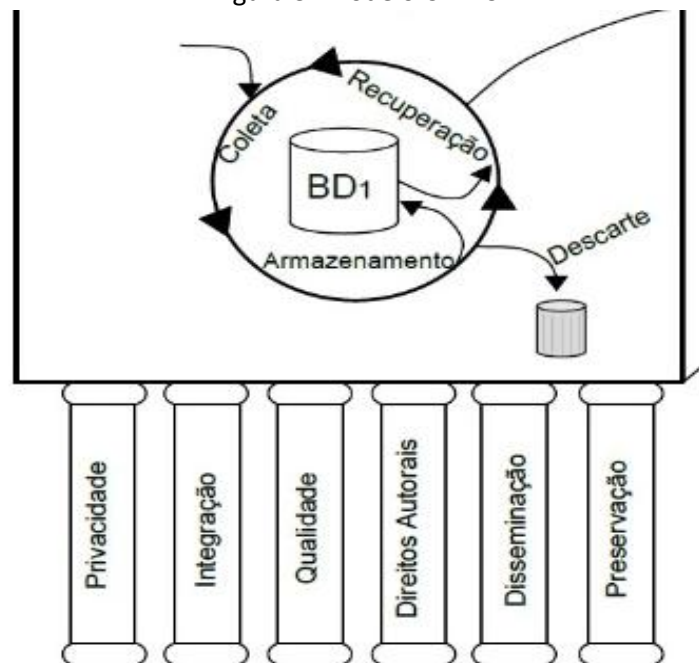 Coleta
Recuperação
BD1
Armazenamento
Descarte
Privacidade
Integração
Qualidade
Direitos Autorais
Disseminação
Preservação